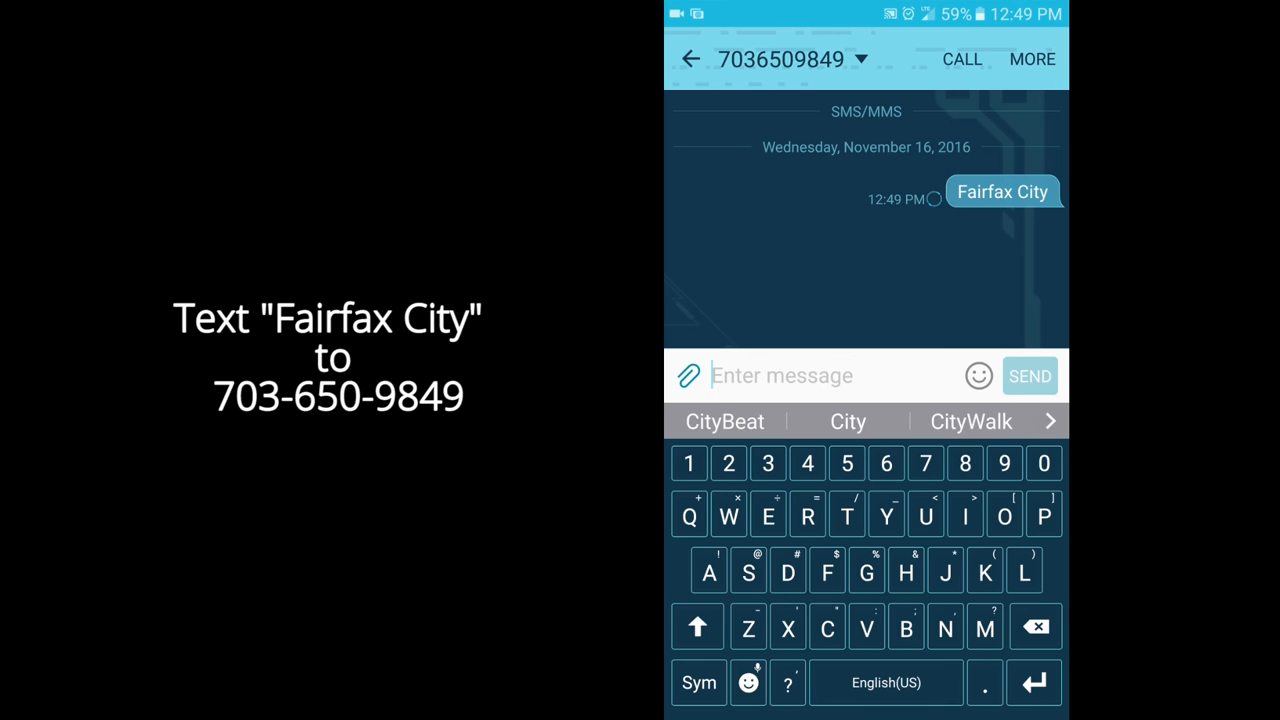 Text "Fairfax City"
to
703-650-9849
LTE 59% 12:49 PM
7036509849 CALL MORE
SMS/MMS
Wednesday, November 16, 2016
12:49 PM Fairfax City
Enter message SEND
CityBeat City CityWalk
1 2 3 4 5 6 7 8 9 0
+ × ÷ = / _ < > [ ]
Q W E R T Y U I O P
! @ # $ % & * ( )
A S D F G H J K L
- ' " : ; , ?
Z X C V B N M
Sym ? ' English(US) .